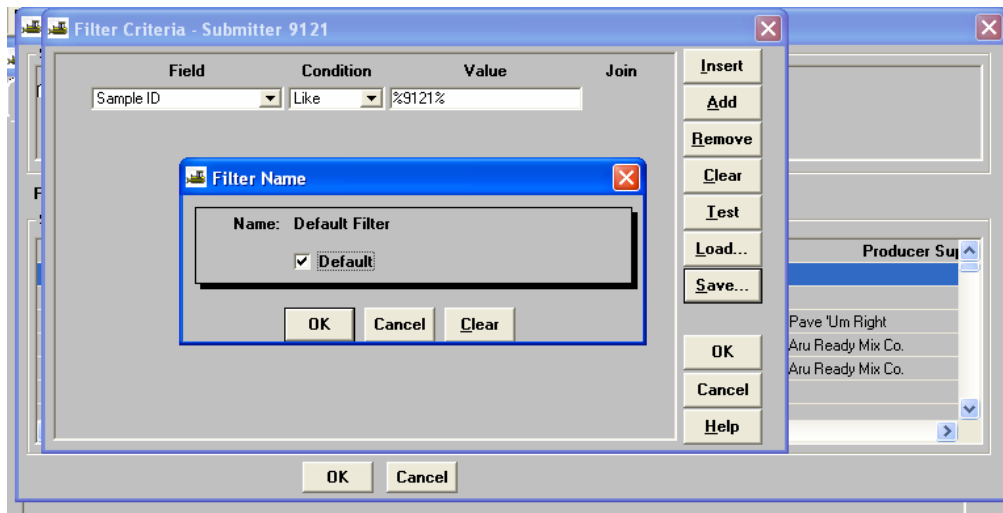 Filter Criteria - Submitter 9121
Field Condition Value Join
Sample ID Like %9121%
Insert
Add
Remove
Clear
Test
Load...
Save...
OK
Cancel
Help
Filter Name
Name: Default Filter
Default
OK Cancel Clear
Producer Su
Pave 'Um Right
Aru Ready Mix Co.
Aru Ready Mix Co.
OK Cancel